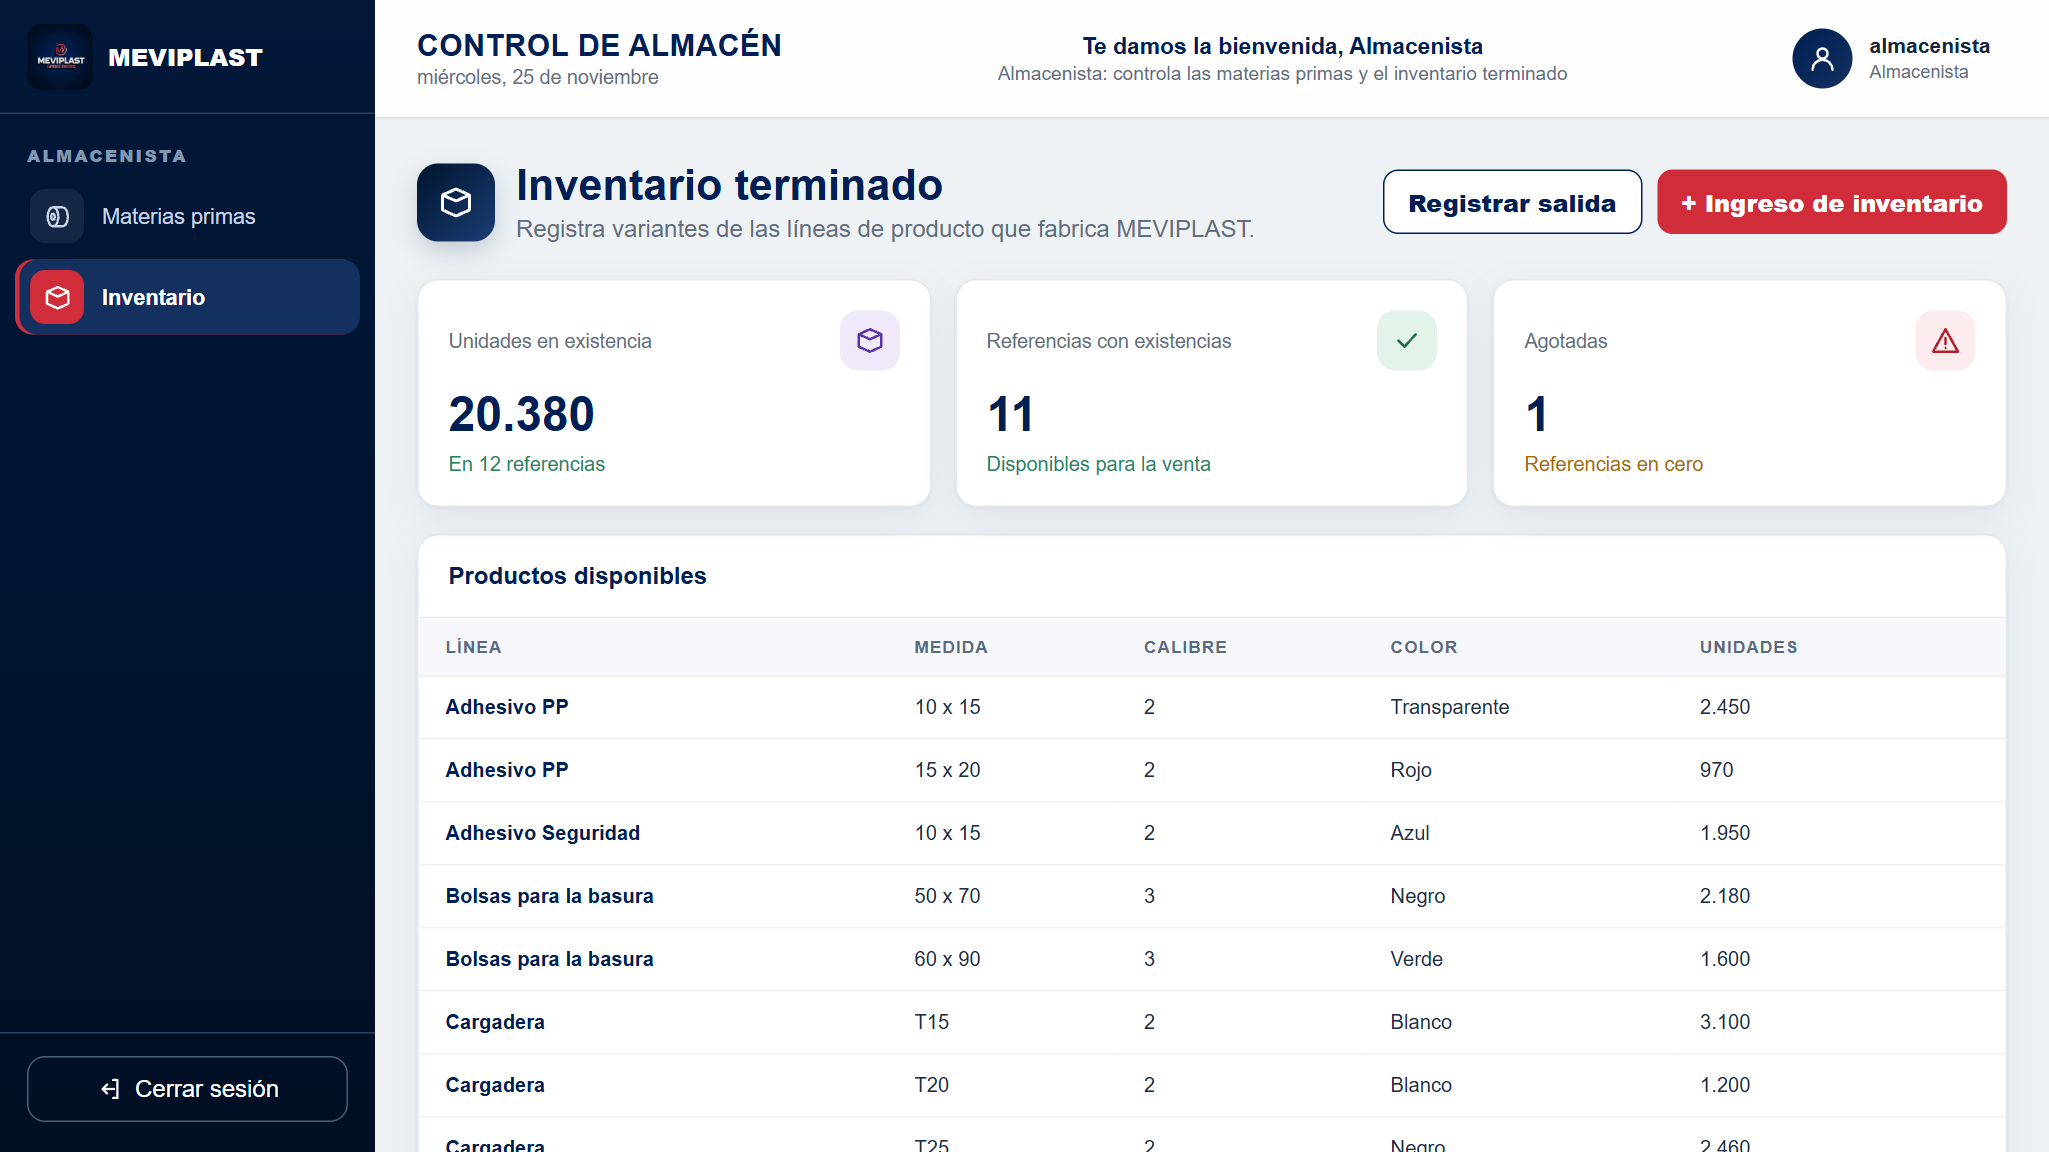 MEVIPLAST
MEVIPLAST
ALMACENISTA
Materias primas
Inventario
Cerrar sesión
CONTROL DE ALMACÉN
miércoles, 25 de noviembre
Te damos la bienvenida, Almacenista
Almacenista: controla las materias primas y el inventario terminado
almacenista
Almacenista
Inventario terminado
Registra variantes de las líneas de producto que fabrica MEVIPLAST.
Registrar salida
+ Ingreso de inventario
Unidades en existencia
20.380
En 12 referencias
Referencias con existencias
11
Disponibles para la venta
Agotadas
1
Referencias en cero
Productos disponibles
LÍNEA MEDIDA CALIBRE COLOR UNIDADES
Adhesivo PP 10 x 15 2 Transparente 2.450
Adhesivo PP 15 x 20 2 Rojo 970
Adhesivo Seguridad 10 x 15 2 Azul 1.950
Bolsas para la basura 50 x 70 3 Negro 2.180
Bolsas para la basura 60 x 90 3 Verde 1.600
Cargadera T15 2 Blanco 3.100
Cargadera T20 2 Blanco 1.200
Cargadera T25 2 Negro 2.460